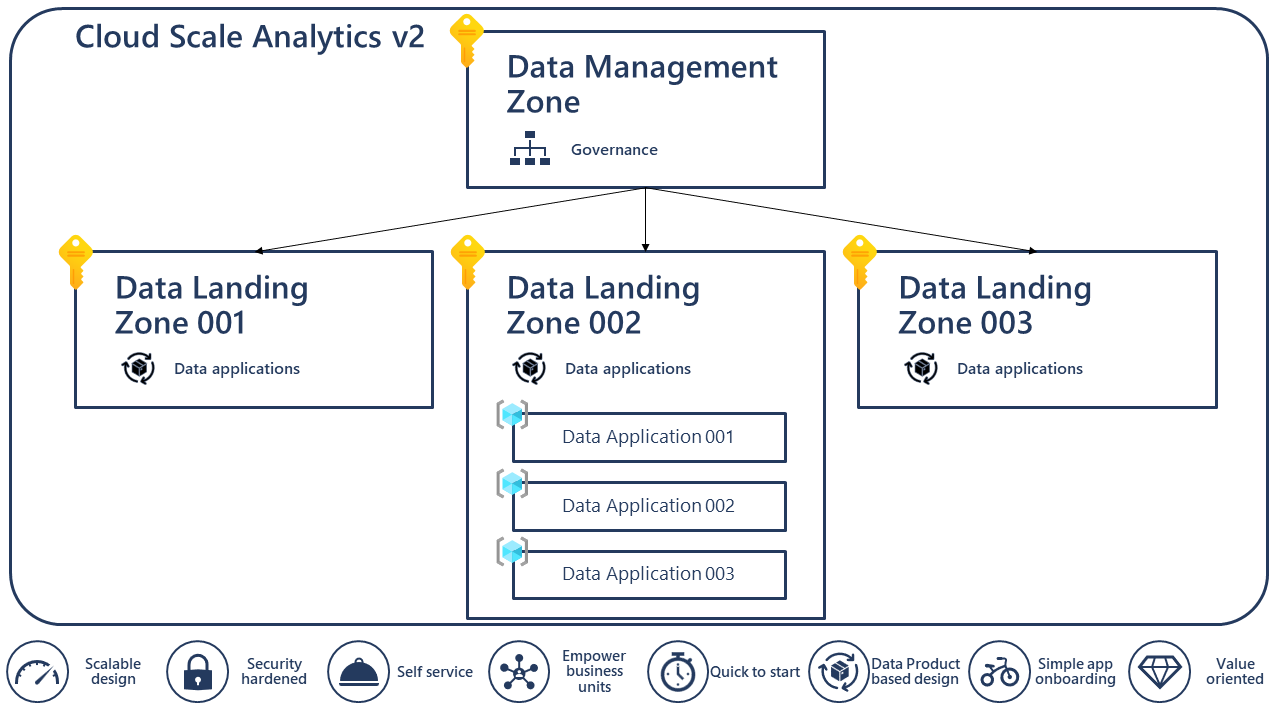 Cloud Scale Analytics v2
Data Management
Zone
Governance
Data Landing
Zone 001
Data applications
Data Landing
Zone 002
Data applications
Data Application 001
Data Application 002
Data Application 003
Data Landing
Zone 003
Data applications
Scalable
design
Security
hardened
Self service
Empower
business
units
Quick to start
Data Product
based design
Simple app
onboarding
Value
oriented